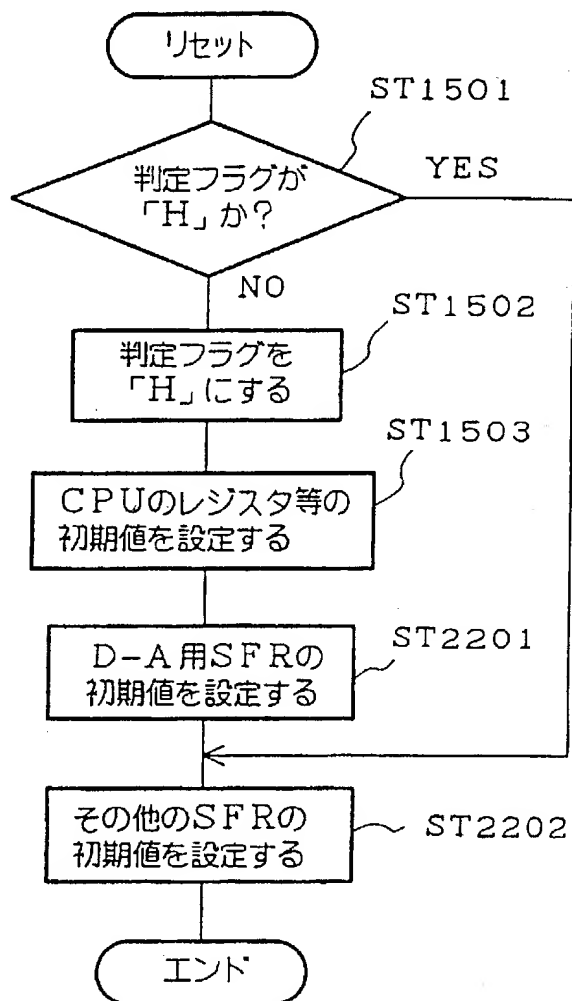 リセット
ST1501
判定フラグが
「H」か?
YES
NO
ST1502
判定フラグを
「H」にする
ST1503
CPUのレジスタ等の
初期値を設定する
ST2201
D-A用SFRの
初期値を設定する
その他のSFRの
初期値を設定する
ST2202
エンド